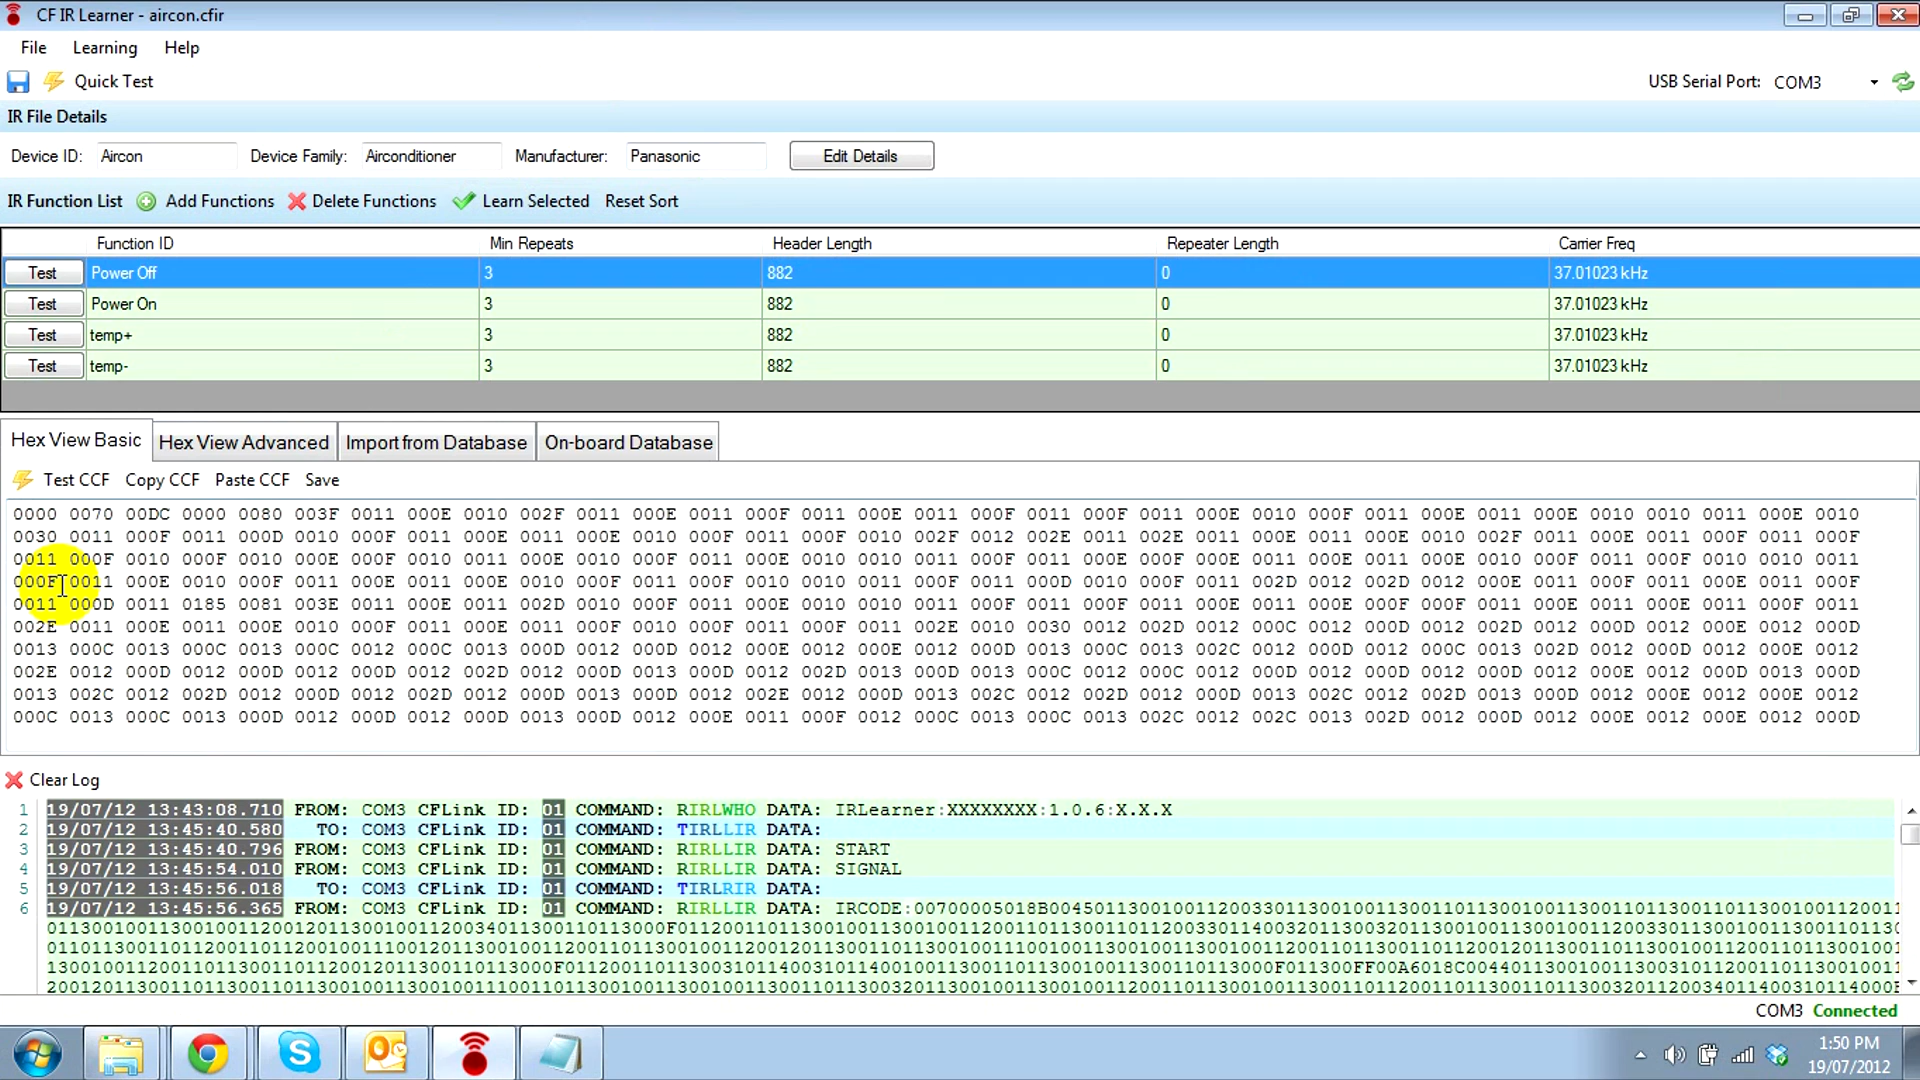 CF IR Learner - aircon.cfir
File Learning Help
Quick Test USB Serial Port: COM3
IR File Details
Device ID: Aircon Device Family: Airconditioner Manufacturer: Panasonic Edit Details
IR Function List Add Functions Delete Functions Learn Selected Reset Sort
Function ID Min Repeats Header Length Repeater Length Carrier Freq
Test Power Off 3 882 0 37.01023 kHz
Test Power On 3 882 0 37.01023 kHz
Test temp+ 3 882 0 37.01023 kHz
Test temp- 3 882 0 37.01023 kHz
Hex View Basic Hex View Advanced Import from Database On-board Database
Test CCF Copy CCF Paste CCF Save
0000 0070 00DC 0000 0080 003F 0011 000E 0010 002F 0011 000E 0011 000F 0011 000E 0011 000F 0011 000F 0011 000E 0010 000F 0011 000E 0011 000E 0010 0010 0011 000E 0010
0030 0011 000F 0011 000D 0010 000E 0011 000E 0011 000E 0010 000F 0011 000F 0010 002F 0012 002E 0011 002E 0011 000E 0011 000E 0010 002F 0011 000E 0011 000F 0011 000F
0011 000F 0010 000F 0010 000E 000F 0010 0011 000E 0010 000F 0011 000E 0010 0010 0011 000F 0011 000E 000F 000E 0011 000F 0011 000E 0011 000F 0011 000F 0010 0010 0011
000F 0011 000E 0010 000F 0011 000E 0011 000E 0010 000F 0011 000F 0010 0010 0011 000F 0011 000D 0010 000F 0011 002D 0012 002D 0012 000E 0011 000F 0011 000E 0011 000F
0011 000D 0011 0185 0081 003E 0011 000E 0011 002D 0010 000F 0011 000E 0010 0010 0011 000F 0011 000F 0011 000E 0011 000E 000F 000F 0011 000E 0011 000E 0011 000F 0011
002E 0011 000E 0011 000E 0010 000F 0011 000E 0011 000F 0010 000F 0011 000F 0011 002E 0010 0030 0012 002D 0012 000C 0012 000D 0012 002D 0012 000D 0012 000E 0012 000D
0013 000C 0013 000C 0013 000C 0012 000C 0013 000D 0012 000D 0012 000E 0012 000E 0012 000D 0013 000C 0013 002C 0012 000D 0012 000C 0013 002D 0012 000D 0012 000E 0012
002E 0012 000D 0012 000D 0012 000D 0012 002D 0012 000D 0013 000D 0012 002D 0013 000D 0013 000C 0012 000C 0012 000D 0012 000D 0012 000D 0012 000E 0012 000D 0013 000D
0013 002C 0012 002D 0012 000D 0012 002D 0012 000D 0013 000D 0012 002E 0012 000D 0013 002C 0012 002D 0012 000D 0013 002C 0012 002D 0013 000D 0012 000E 0012 000E 0012
000C 0013 000C 0013 000D 0012 000D 0012 000D 0013 000D 0012 000E 0011 000F 0012 000C 0013 000C 0013 002C 0012 002C 0013 002D 0012 000D 0012 000E 0012 000E 0012 000D
Clear Log
1 19/07/12 13:43:08.710 FROM: COM3 CFLink ID: 01 COMMAND: RIRLWHO DATA: IRLearner:XXXXXXXX:1.0.6:X.X.X
2 19/07/12 13:45:40.580 TO: COM3 CFLink ID: 01 COMMAND: TIRLLIR DATA:
3 19/07/12 13:45:40.796 FROM: COM3 CFLink ID: 01 COMMAND: RIRLLIR DATA: START
4 19/07/12 13:45:54.010 FROM: COM3 CFLink ID: 01 COMMAND: RIRLLIR DATA: SIGNAL
5 19/07/12 13:45:56.018 TO: COM3 CFLink ID: 01 COMMAND: TIRLRIR DATA:
6 19/07/12 13:45:56.365 FROM: COM3 CFLink ID: 01 COMMAND: RIRLLIR DATA:
COM3 Connected
1:50 PM
19/07/2012